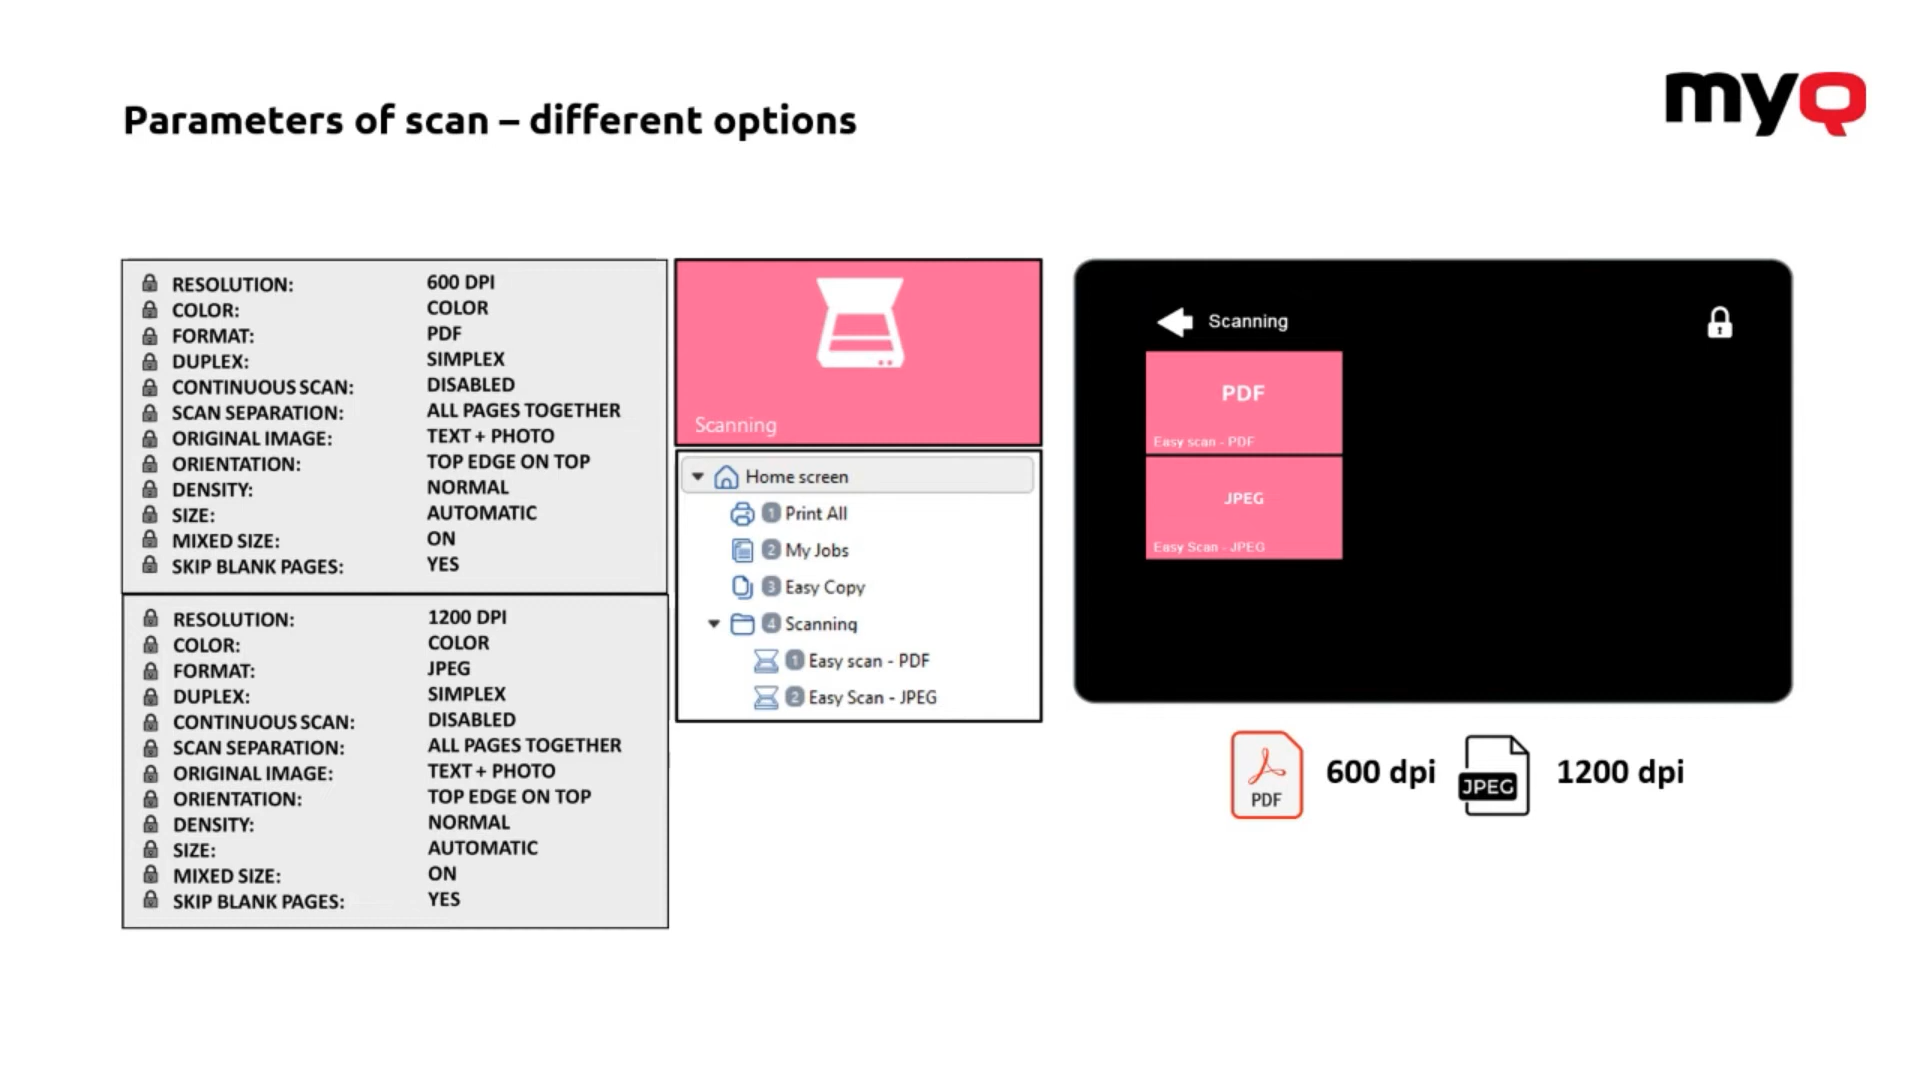 myQ
Parameters of scan – different options
RESOLUTION: 600 DPI
COLOR: COLOR
FORMAT: PDF
DUPLEX: SIMPLEX
CONTINUOUS SCAN: DISABLED
SCAN SEPARATION: ALL PAGES TOGETHER
ORIGINAL IMAGE: TEXT + PHOTO
ORIENTATION: TOP EDGE ON TOP
DENSITY: NORMAL
SIZE: AUTOMATIC
MIXED SIZE: ON
SKIP BLANK PAGES: YES
RESOLUTION: 1200 DPI
COLOR: COLOR
FORMAT: JPEG
DUPLEX: SIMPLEX
CONTINUOUS SCAN: DISABLED
SCAN SEPARATION: ALL PAGES TOGETHER
ORIGINAL IMAGE: TEXT + PHOTO
ORIENTATION: TOP EDGE ON TOP
DENSITY: NORMAL
SIZE: AUTOMATIC
MIXED SIZE: ON
SKIP BLANK PAGES: YES
Scanning
Home screen
1 Print All
2 My Jobs
3 Easy Copy
4 Scanning
1 Easy scan - PDF
2 Easy Scan - JPEG
Scanning
PDF
Easy scan - PDF
JPEG
Easy Scan - JPEG
PDF
600 dpi
JPEG
1200 dpi